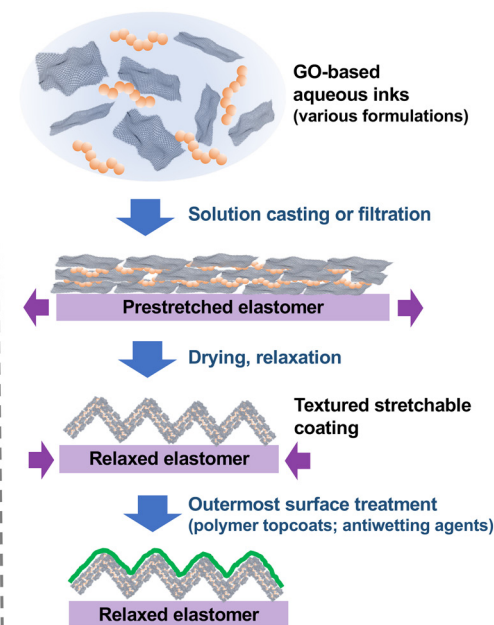 GO-based
aqueous inks
(various formulations)
Solution casting or filtration
Prestretched elastomer
Drying, relaxation
Textured stretchable
coating
Relaxed elastomer
Outermost surface treatment
(polymer topcoats; antiwetting agents)
Relaxed elastomer